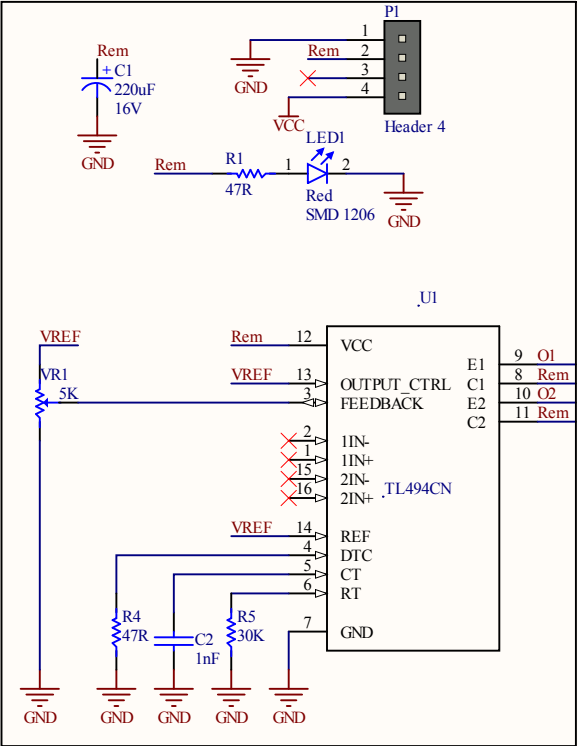 P1
1
Rem 2
3
4
GND
VCC
Header 4
Rem
+ C1
220uF
16V
GND
LED1
Rem R1 1 2
47R
Red
SMD 1206
GND
.U1
VREF
Rem 12 VCC
E1 9 O1
VREF 13 OUTPUT_CTRL C1 8 Rem
VR1
5K 3 FEEDBACK E2 10 O2
C2 11 Rem
2 1IN-
1 1IN+
15 2IN-
.TL494CN
16 2IN+
VREF 14 REF
4 DTC
5 CT
6 RT
R4
47R
C2
1nF
R5
30K
7 GND
GND GND GND GND GND